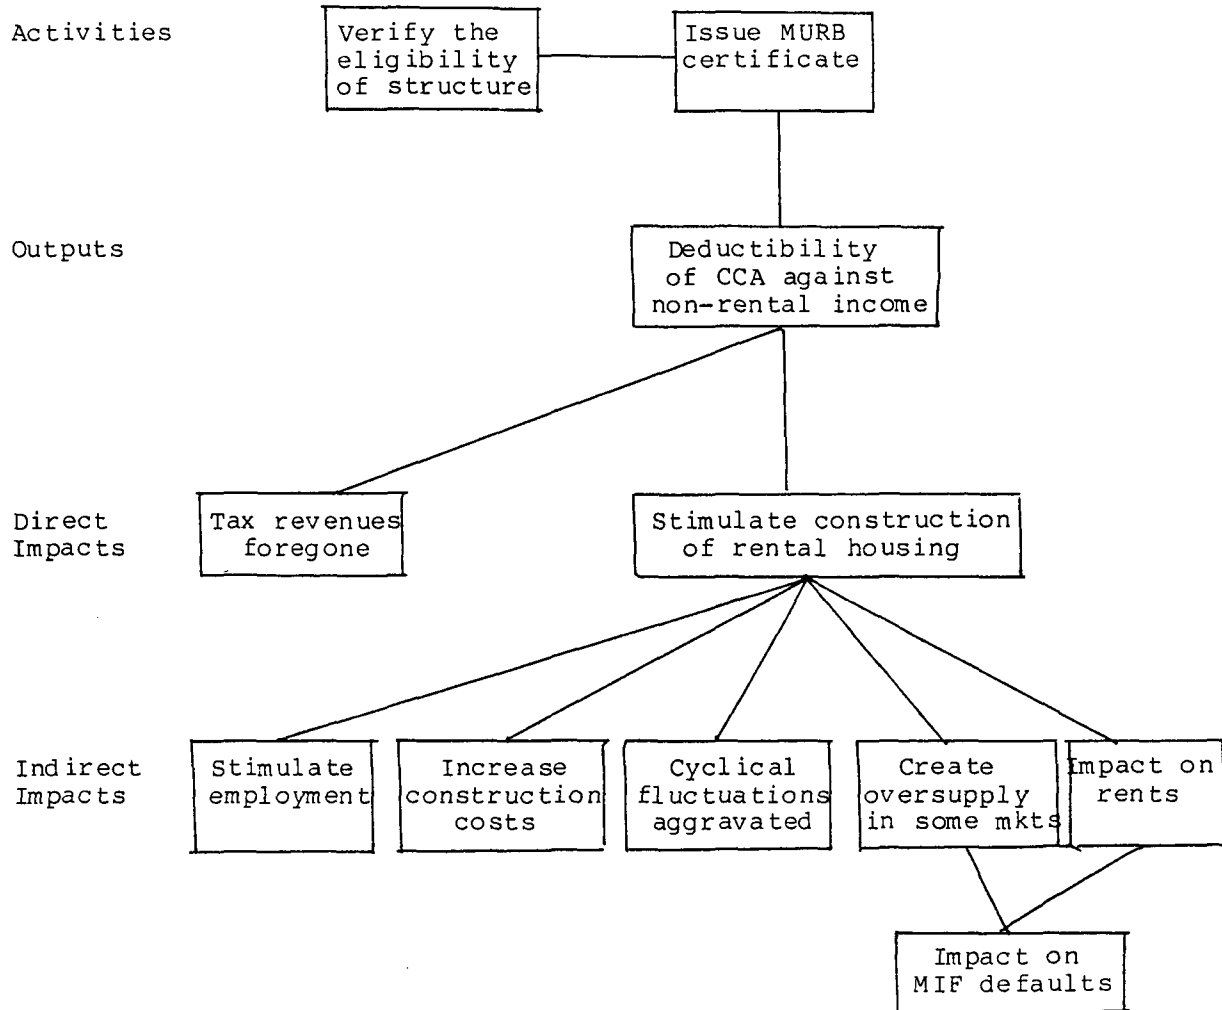 Activities
Verify the
eligibility
of structure
Issue MURB
certificate
Outputs
Deductibility
of CCA against
non-rental income
Direct
Impacts
Tax revenues
foregone
Stimulate construction
of rental housing
Indirect
Impacts
Stimulate
employment
Increase
construction
costs
Cyclical
fluctuations
aggravated
Create
oversupply
in some mkts
Impact on
rents
Impact on
MIF defaults